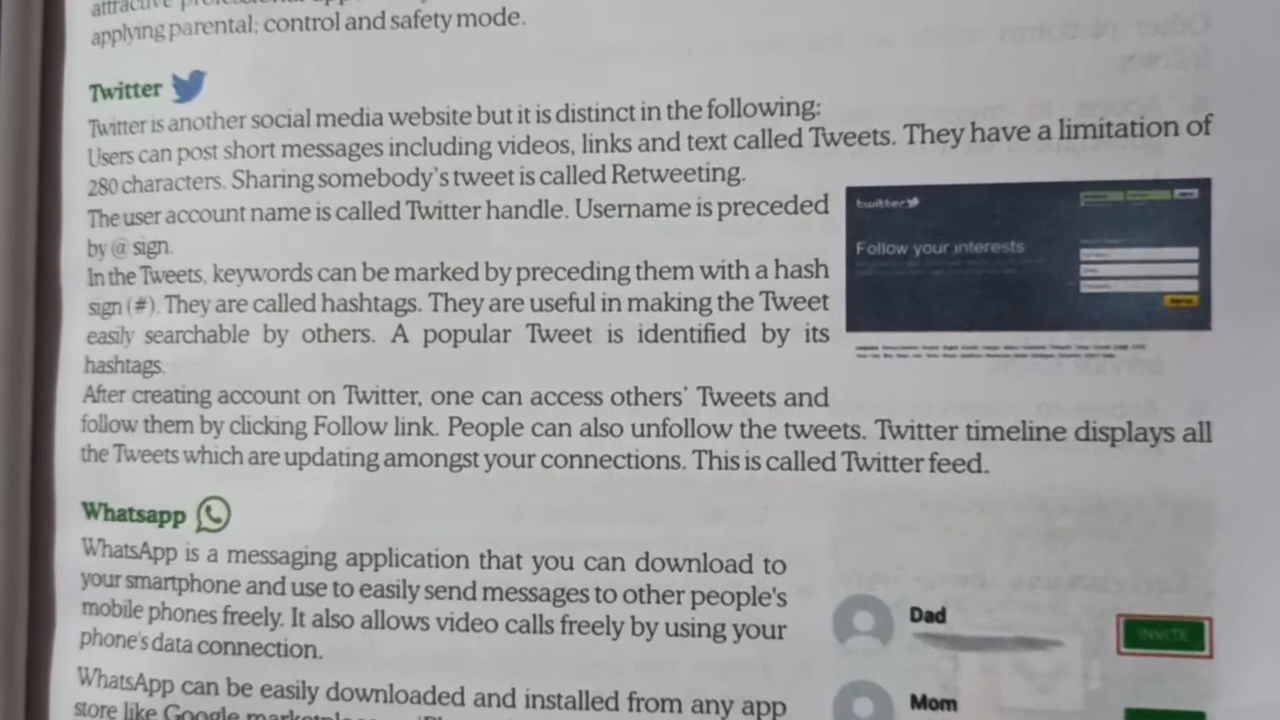 applying parental; control and safety mode.
Twitter
Twitter is another social media website but it is distinct in the following:
Users can post short messages including videos, links and text called Tweets. They have a limitation of
280 characters. Sharing somebody's tweet is called Retweeting.
The user account name is called Twitter handle. Username is preceded
by @ sign.
In the Tweets, keywords can be marked by preceding them with a hash
sign (#). They are called hashtags. They are useful in making the Tweet
easily searchable by others. A popular Tweet is identified by its
hashtags.
After creating account on Twitter, one can access others' Tweets and
follow them by clicking Follow link. People can also unfollow the tweets. Twitter timeline displays all
the Tweets which are updating amongst your connections. This is called Twitter feed.
twitter
Follow your interests
Whatsapp
WhatsApp is a messaging application that you can download to
your smartphone and use to easily send messages to other people's
mobile phones freely. It also allows video calls freely by using your
phone's data connection.
WhatsApp can be easily downloaded and installed from any app
store like Google
Dad
INVITE
Mom